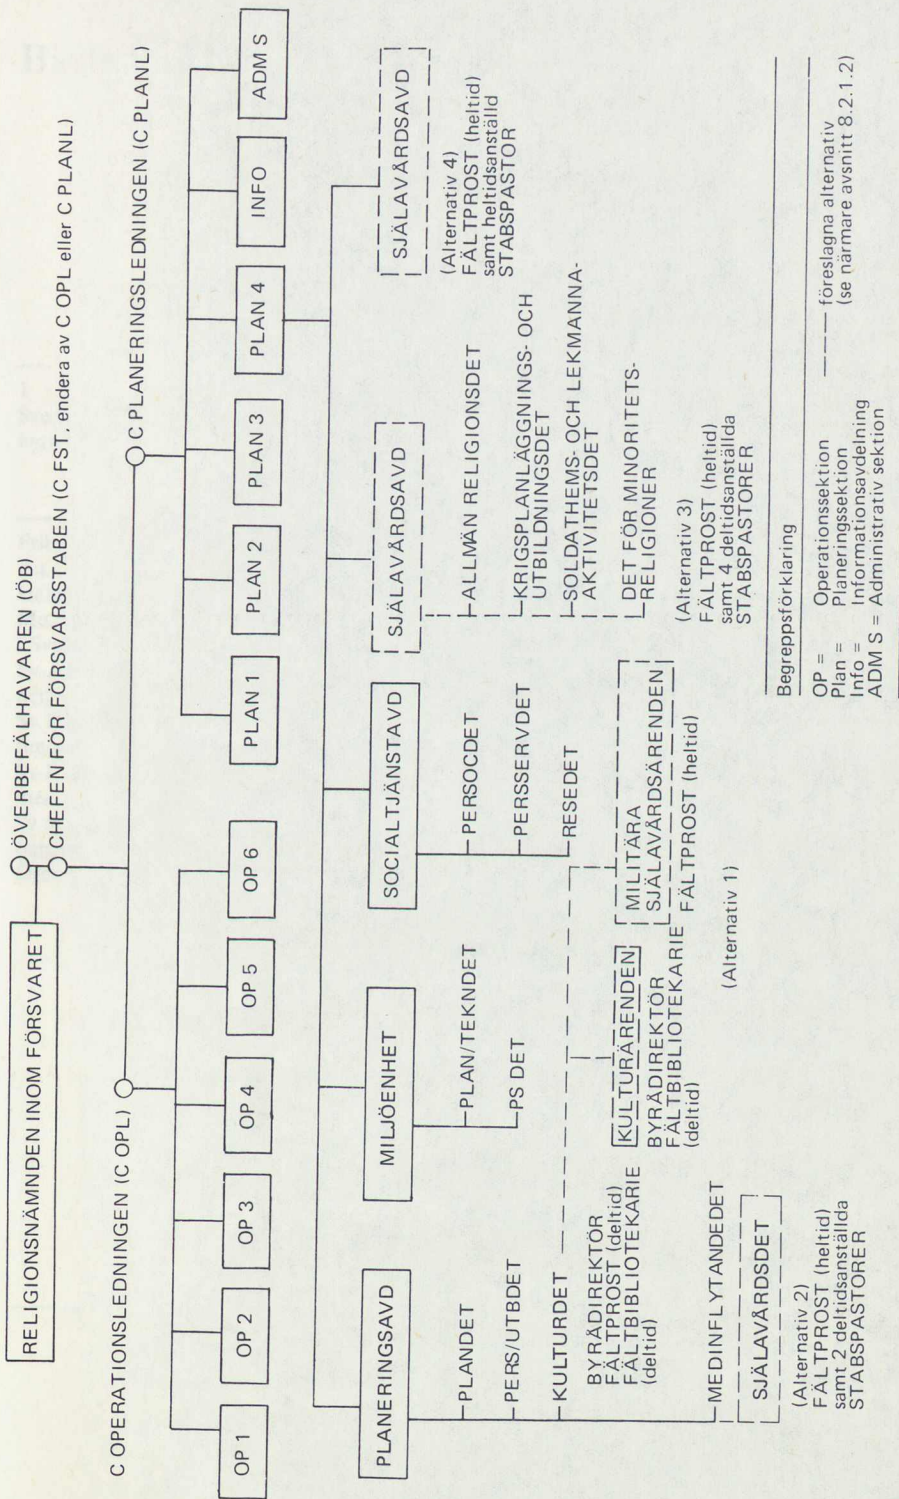 RELIGIONSNÄMNDEN INOM FÖRSVARET
ÖVERBEFÄLHAVAREN (ÖB)
CHEFEN FÖR FÖRSVARSSTABEN (C FST, endera av C OPL eller C PLANL)
C OPERATIONSLEDNINGEN (C OPL)
C PLANERINGSLEDNINGEN (C PLANL)
OP 1
OP 2
OP 3
OP 4
OP 5
OP 6
PLAN 1
PLAN 2
PLAN 3
PLAN 4
INFO
ADM S
PLANERINGSAVD
PLANDET
PERS/UTBDET
KULTURDET
BYRÅDIREKTÖR
FÄLTPROST (deltid)
FÄLTBIBLIOTEKARIE
(deltid)
MEDINFLYTANDEDET
SJÄLAVÅRDSDET
(Alternativ 2)
FÄLTPROST (heltid)
samt 2 deltidsanställda
STABSPASTORER
MILJÖENHET
PLAN/TEKNDET
PS DET
KULTURÄRENDEN
BYRÅDIREKTÖR
FÄLTBIBLIOTEKARIE
(deltid)
MILITÄRA
SJÄLAVÅRDSÄRENDEN
FÄLTPROST (heltid)
(Alternativ 1)
SOCIALTJÄNSTAVD
PERSOCDET
PERSSERVDET
RESEDET
SJÄLAVÅRDSAVD
ALLMÄN RELIGIONSDET
KRIGSPLANLÄGGNINGS- OCH
UTBILDNINGSDET
SOLDATHEMS- OCH LEKMANNA-
AKTIVITETSDET
DET FÖR MINORITETS-
RELIGIONER
(Alternativ 3)
FÄLTPROST (heltid)
samt 4 deltidsanställda
STABSPASTORER
SJÄLAVÅRDSAVD
(Alternativ 4)
FÄLTPROST (heltid)
samt heltidsanställd
STABSPASTOR
Begreppsförklaring
OP = Operationssektion
Plan = Planeringssektion
Info = Informationsavdelning
ADM S = Administrativ sektion
föreslagna alternativ
(se närmare avsnitt 8.2.1.2)